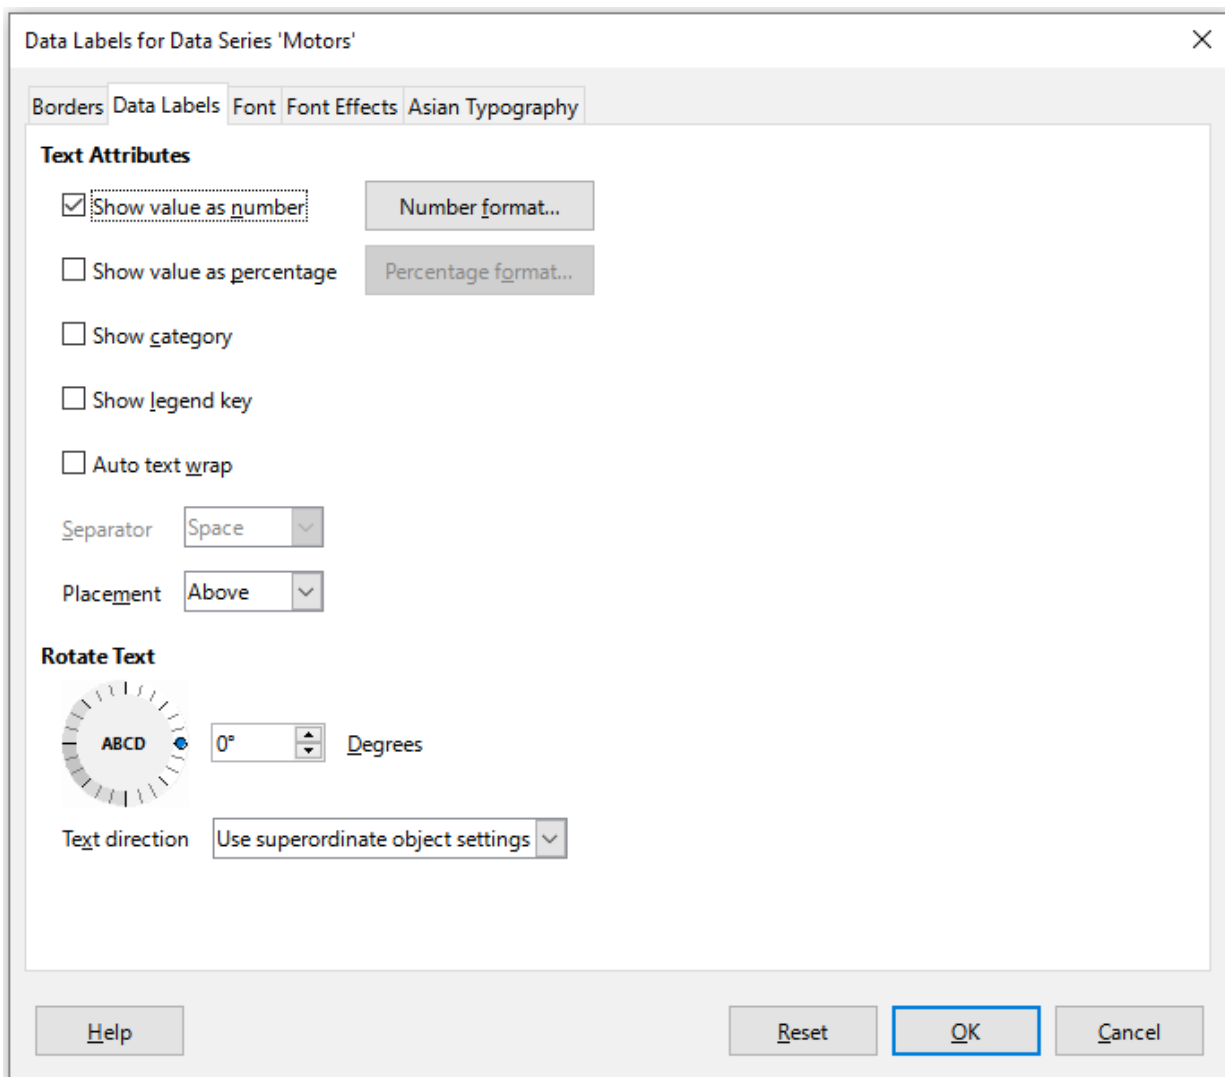 Data Labels for Data Series 'Motors'
Borders Data Labels Font Font Effects Asian Typography
Text Attributes
Show value as number Number format...
Show value as percentage Percentage format...
Show category
Show legend key
Auto text wrap
Separator Space
Placement Above
Rotate Text
ABCD 0° Degrees
Text direction Use superordinate object settings
Help Reset OK Cancel